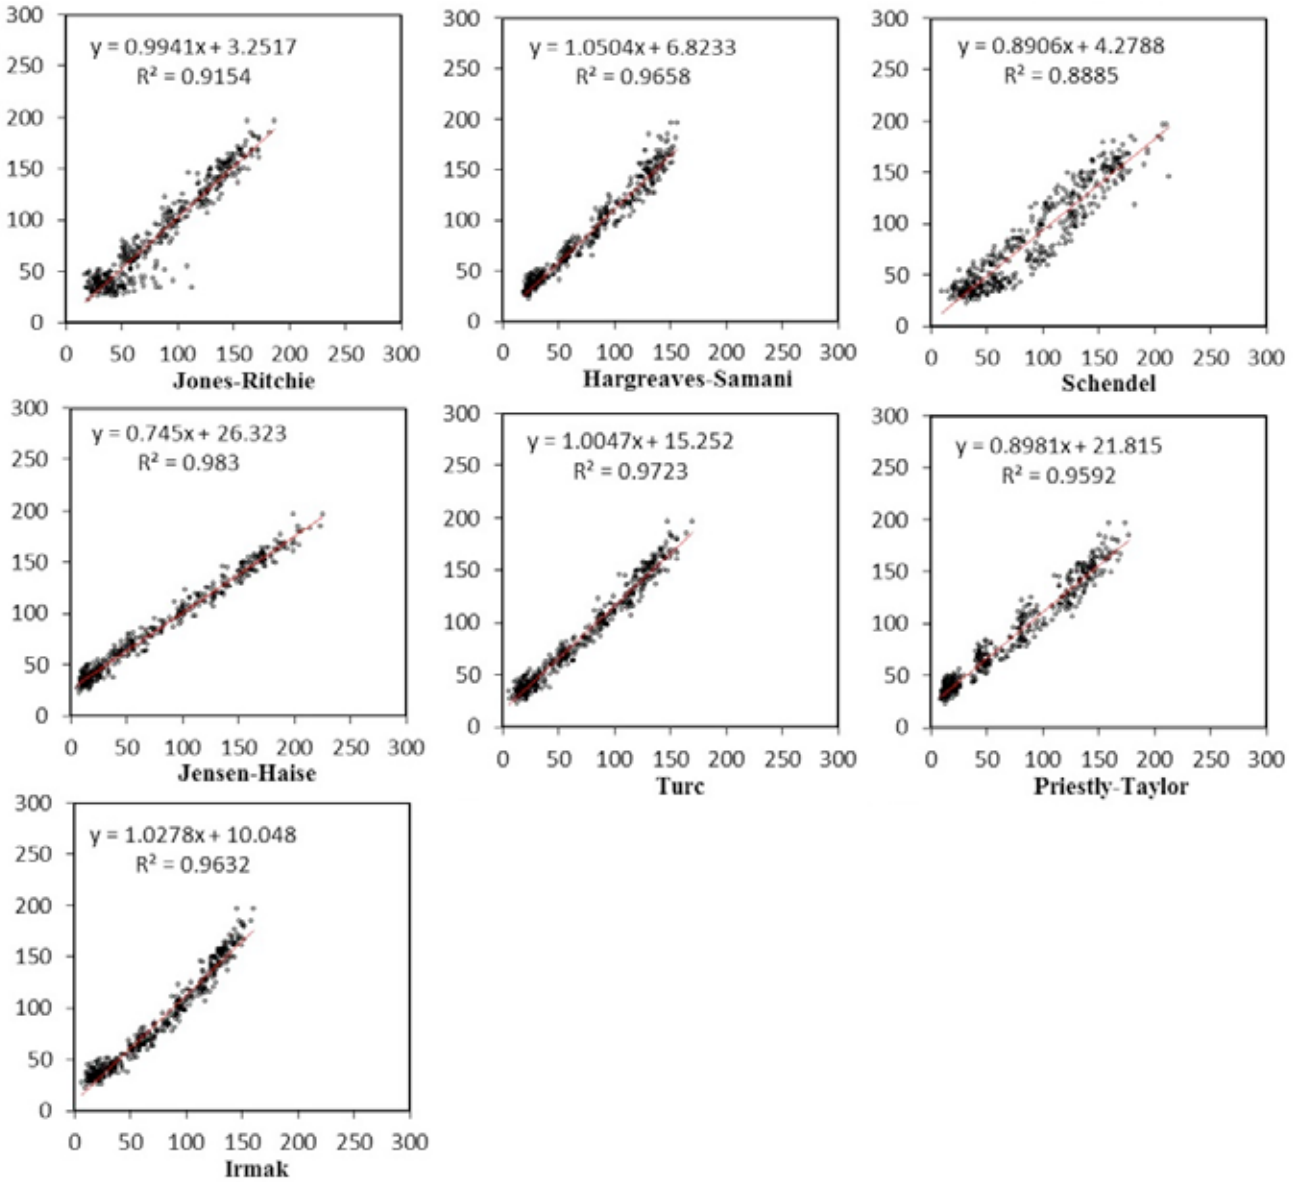 y = 0.9941x + 3.2517
R² = 0.9154
300
250
200
150
100
50
0
0 50 100 150 200 250 300
Jones-Ritchie
y = 1.0504x + 6.8233
R² = 0.9658
300
250
200
150
100
50
0
0 50 100 150 200 250 300
Hargreaves-Samani
y = 0.8906x + 4.2788
R² = 0.8885
300
250
200
150
100
50
0
0 50 100 150 200 250 300
Schendel
y = 0.745x + 26.323
R² = 0.983
300
250
200
150
100
50
0
0 50 100 150 200 250 300
Jensen-Haise
y = 1.0047x + 15.252
R² = 0.9723
300
250
200
150
100
50
0
0 50 100 150 200 250 300
Turc
y = 0.8981x + 21.815
R² = 0.9592
300
250
200
150
100
50
0
0 50 100 150 200 250 300
Priestly-Taylor
y = 1.0278x + 10.048
R² = 0.9632
300
250
200
150
100
50
0
0 50 100 150 200 250 300
Irmak